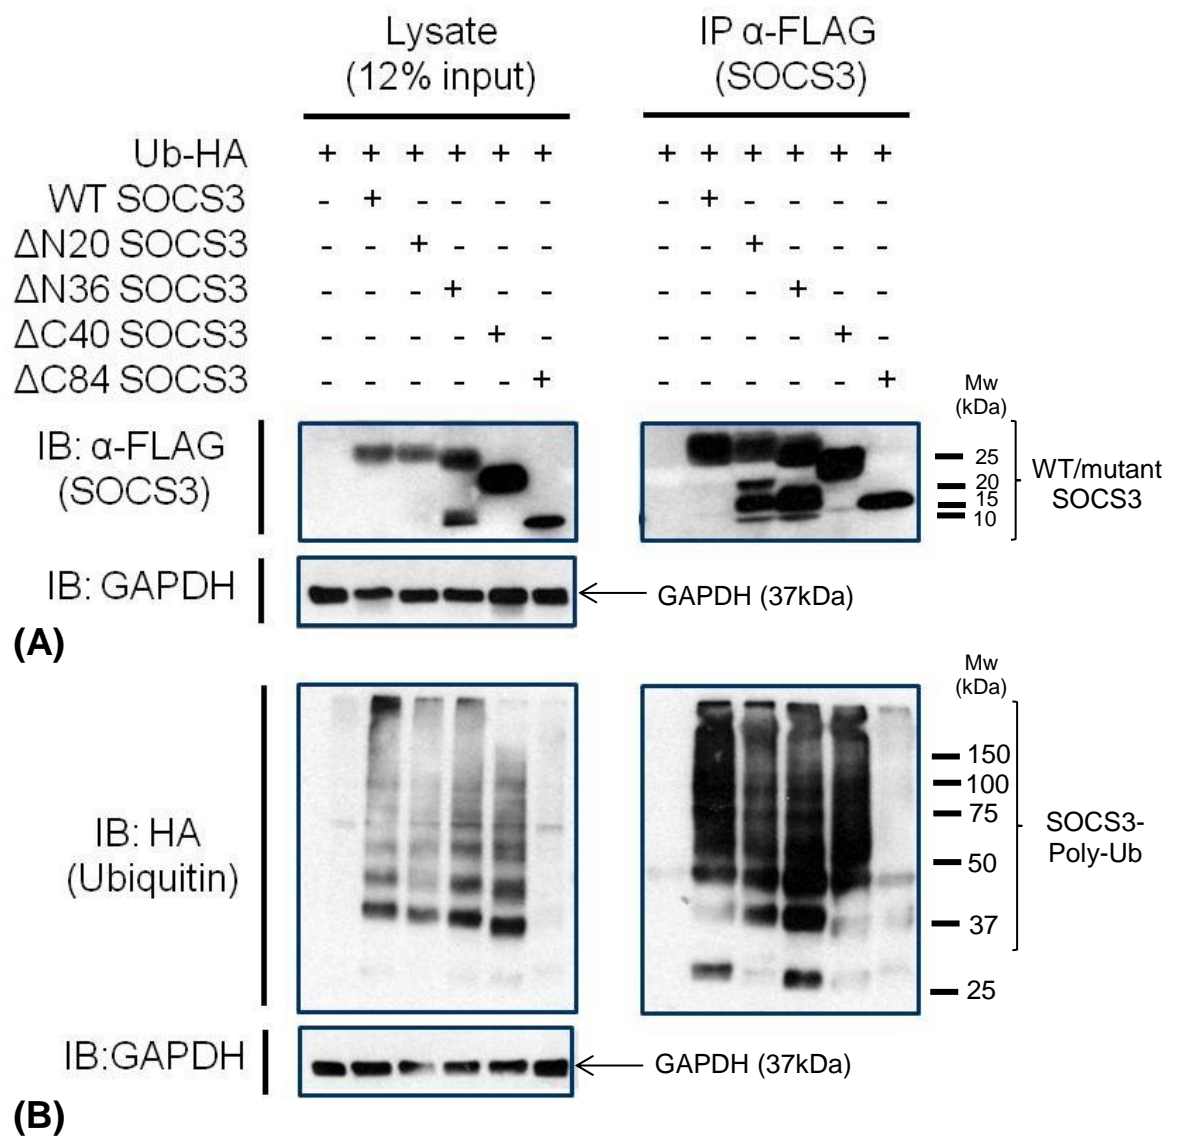 Lysate
(12% input)
IP α-FLAG
(SOCS3)
Ub-HA + + + + + + + + + + + +
WT SOCS3 - + - - - - - + - - - -
ΔN20 SOCS3 - - + - - - - - + - - -
ΔN36 SOCS3 - - - + - - - - - + - -
ΔC40 SOCS3 - - - - + - - - - - + -
ΔC84 SOCS3 - - - - - + - - - - - +
Mw
(kDa)
IB: α-FLAG
(SOCS3)
25
20
15
10
WT/mutant
SOCS3
IB: GAPDH
GAPDH (37kDa)
(A)
Mw
(kDa)
150
100
75
50
37
25
IB: HA
(Ubiquitin)
SOCS3-
Poly-Ub
IB:GAPDH
GAPDH (37kDa)
(B)